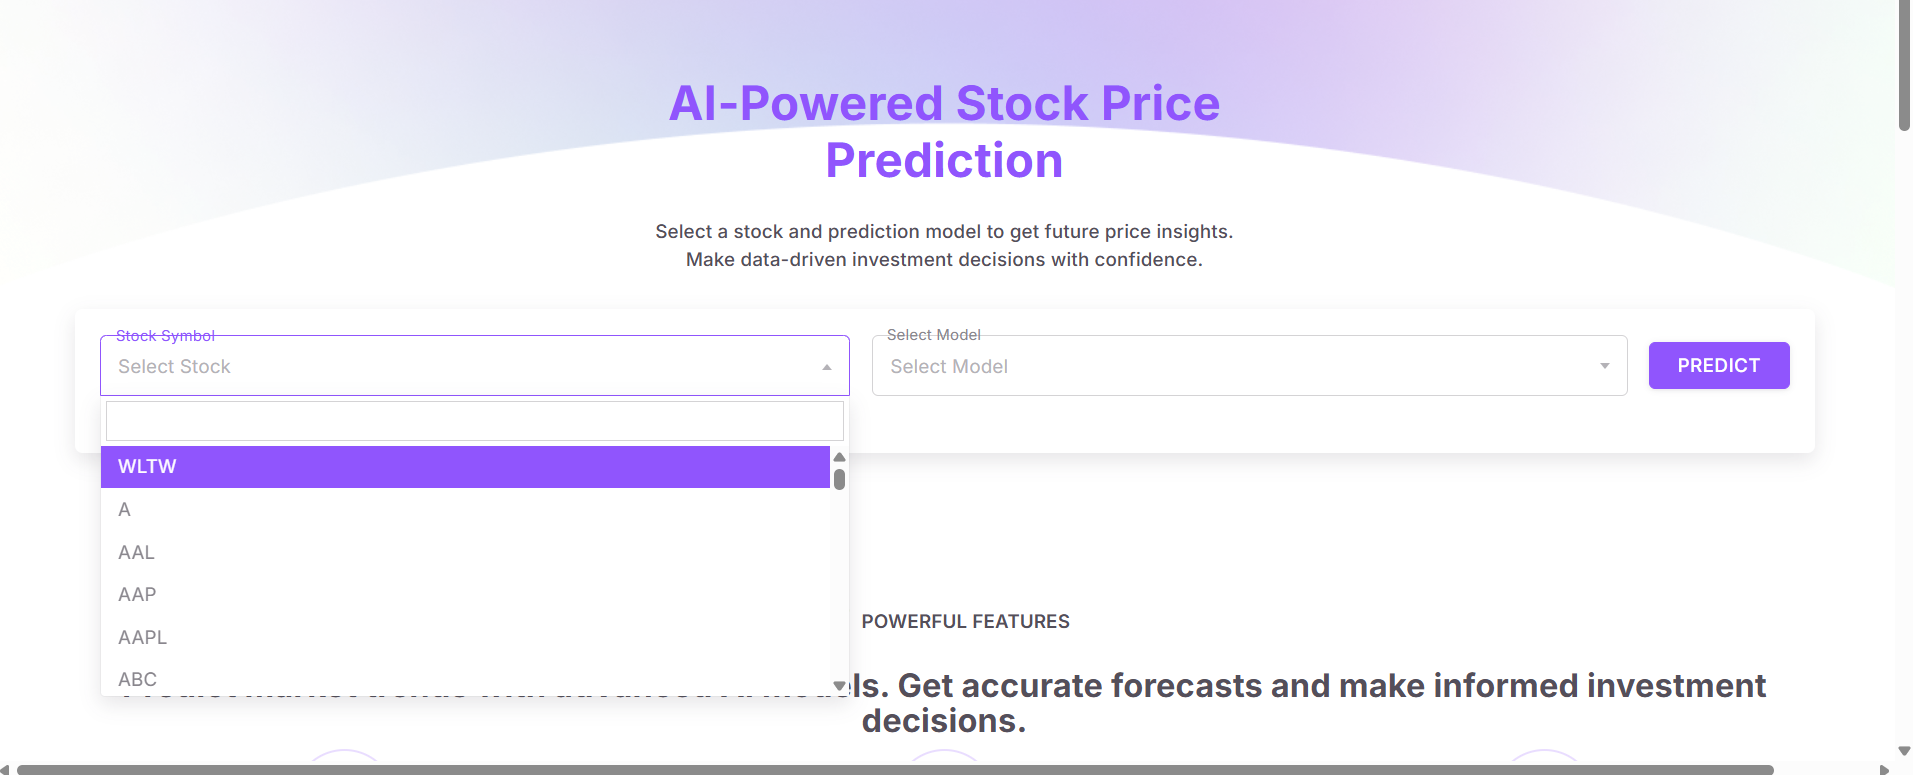 AI-Powered Stock Price
Prediction
Select a stock and prediction model to get future price insights.
Make data-driven investment decisions with confidence.
Stock Symbol
Select Stock
Select Model
Select Model
PREDICT
WLTW
A
AAL
AAP
AAPL
ABC
POWERFUL FEATURES
ls. Get accurate forecasts and make informed investment
decisions.